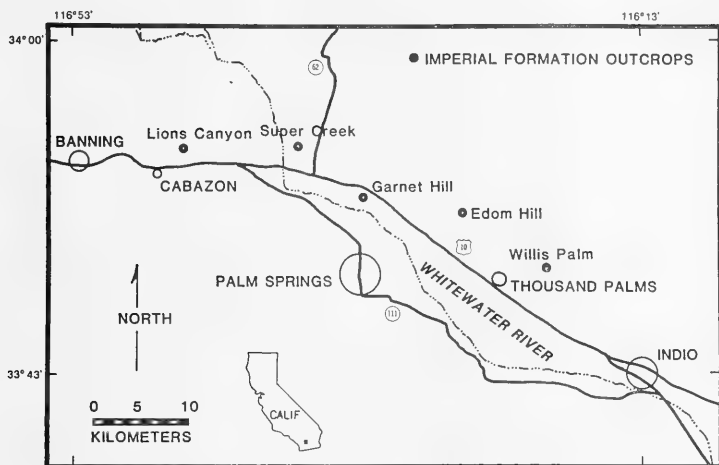 116°53'
116°13'
34°00'
62
IMPERIAL FORMATION OUTCROPS
BANNING
Lions Canyon
Super Creek
CABAZON
Garnet Hill
Edom Hill
10
Willis Palm
PALM SPRINGS
THOUSAND PALMS
WHITEWATER RIVER
NORTH
111
INDIO
33°43'
CALIF
0 5 10
KILOMETERS